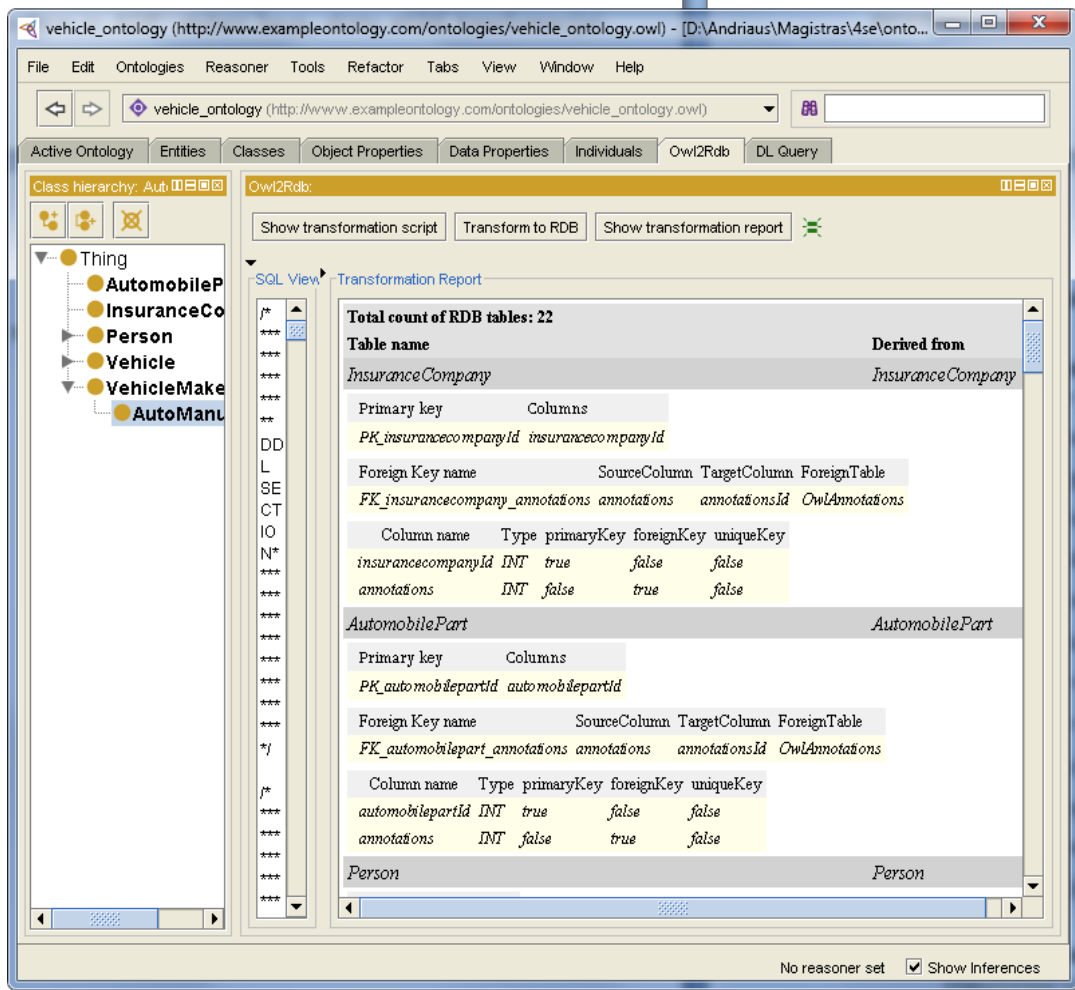 vehicle_ontology (http://www.exampleontology.com/ontologies/vehicle_ontology.owl) - [D:\Andriaus\Magistras\4se\onto...
File Edit Ontologies Reasoner Tools Refactor Tabs View Window Help
vehicle_ontology (http://www.exampleontology.com/ontologies/vehicle_ontology.owl)
Active Ontology Entities Classes Object Properties Data Properties Individuals Owl2Rdb DL Query
Class hierarchy: Aut
Thing
AutomobileP
InsuranceCo
Person
Vehicle
VehicleMake
AutoManu
Owl2Rdb:
Show transformation script Transform to RDB Show transformation report
SQL View
/*
***
***
***
***
**
DD
L
SE
CT
IO
N*
***
***
***
***
***
***
***
***
*/
/*
***
***
***
***
***
Transformation Report
Total count of RDB tables: 22
Table name Derived from
InsuranceCompany InsuranceCompany
Primary key Columns
PK_insurancecompanyId insurancecompanyId
Foreign Key name SourceColumn TargetColumn ForeignTable
FK_insurancecompany_annotations annotations annotationsId OwlAnnotations
Column name Type primaryKey foreignKey uniqueKey
insurancecompanyId INT true false false
annotations INT false true false
AutomobilePart AutomobilePart
Primary key Columns
PK_automobilepartId automobilepartId
Foreign Key name SourceColumn TargetColumn ForeignTable
FK_automobilepart_annotations annotations annotationsId OwlAnnotations
Column name Type primaryKey foreignKey uniqueKey
automobilepartId INT true false false
annotations INT false true false
Person Person
No reasoner set Show Inferences